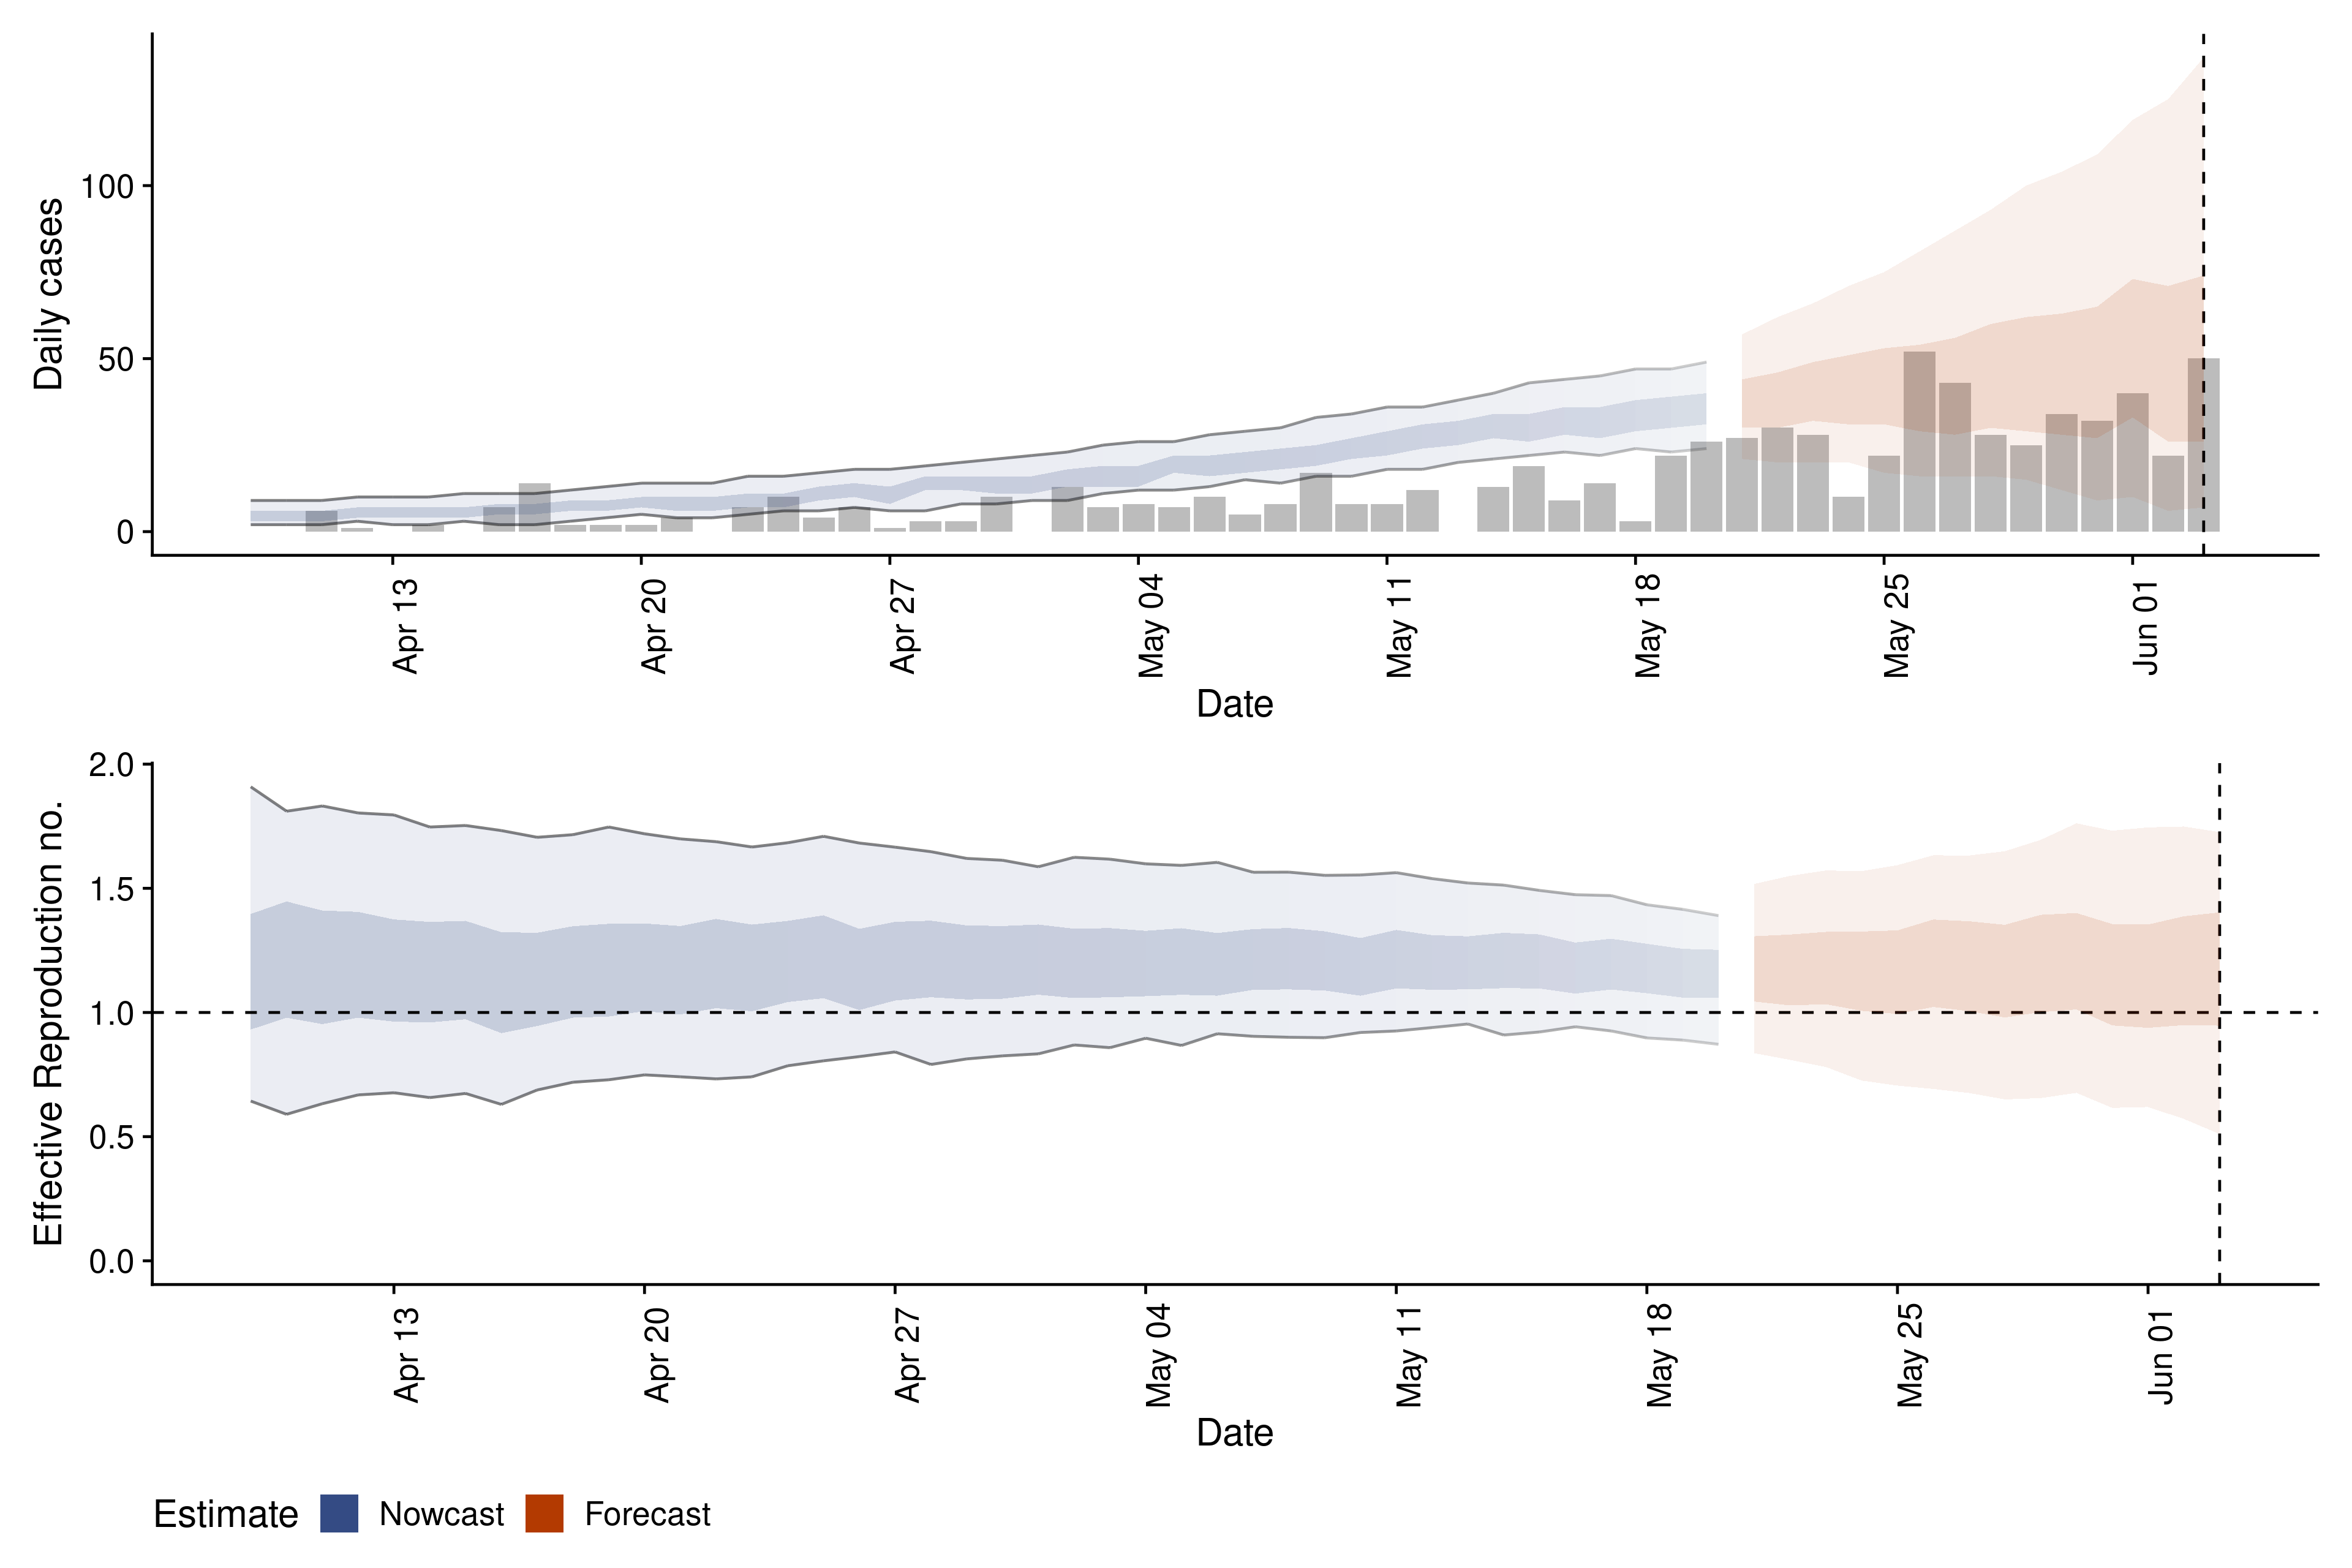 Daily cases
100
50
0
Apr 13
Apr 20
Apr 27
May 04
May 11
May 18
May 25
Jun 01
Date
Effective Reproduction no.
2.0
1.5
1.0
0.5
0.0
Apr 13
Apr 20
Apr 27
May 04
May 11
May 18
May 25
Jun 01
Date
Estimate Nowcast Forecast